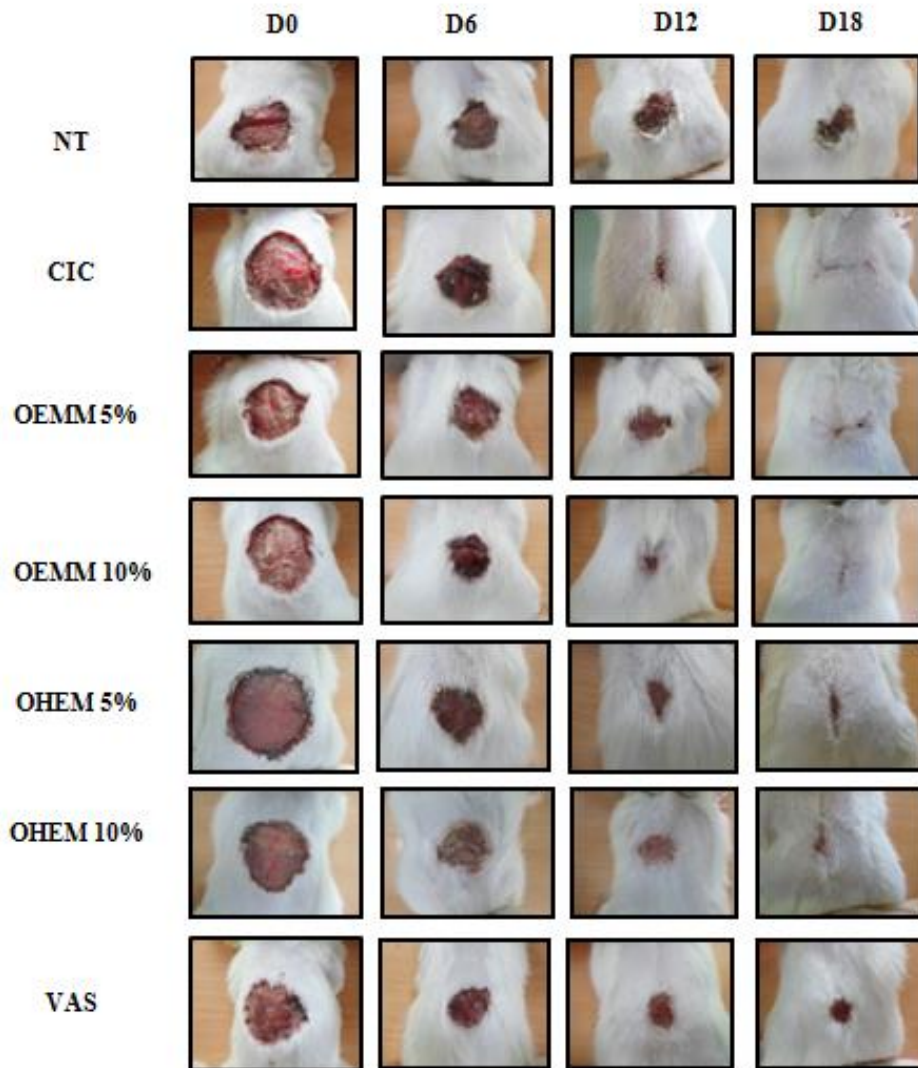 D0 D6 D12 D18
NT
CIC
OEMM 5%
OEMM 10%
OHEM 5%
OHEM 10%
VAS